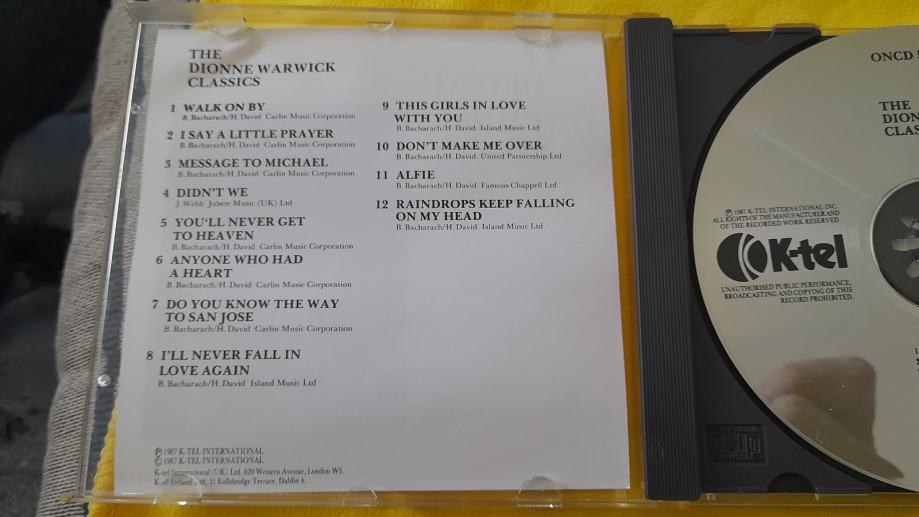 THE
DIONNE WARWICK
CLASSICS
1 WALK ON BY
B. Bacharach/H. David Carlin Music Corporation
2 I SAY A LITTLE PRAYER
B. Bacharach/H. David Carlin Music Corporation
3 MESSAGE TO MICHAEL
B. Bacharach/H. David Carlin Music Corporation
4 DIDN'T WE
J. Webb Jobete Music (UK) Ltd
5 YOU'LL NEVER GET
TO HEAVEN
B. Bacharach/H. David Carlin Music Corporation
6 ANYONE WHO HAD
A HEART
B. Bacharach/H. David Carlin Music Corporation
7 DO YOU KNOW THE WAY
TO SAN JOSE
B. Bacharach/H. David Carlin Music Corporation
8 I'LL NEVER FALL IN
LOVE AGAIN
B. Bacharach/H. David Island Music Ltd
9 THIS GIRLS IN LOVE
WITH YOU
B. Bacharach/H. David Island Music Ltd
10 DON'T MAKE ME OVER
B. Bacharach/H. David United Partnership Ltd
11 ALFIE
B. Bacharach/H. David Famous Chappell Ltd
12 RAINDROPS KEEP FALLING
ON MY HEAD
B. Bacharach/H. David Island Music Ltd
℗ 1987 K-TEL INTERNATIONAL
© 1987 K-TEL INTERNATIONAL
K-tel International (UK) Ltd, 620 Western Avenue, London W3.
K-tel Ireland Ltd, 31 Ballsbridge Terrace, Dublin 4.
ONCD
THE
DION
CLASS
℗ 1987 K-TEL INTERNATIONAL INC.
ALL RIGHTS OF THE MANUFACTURER AND
OF THE RECORDED WORK RESERVED.
K-tel
UNAUTHORISED PUBLIC PERFORMANCE,
BROADCASTING AND COPYING OF THIS
RECORD PROHIBITED.